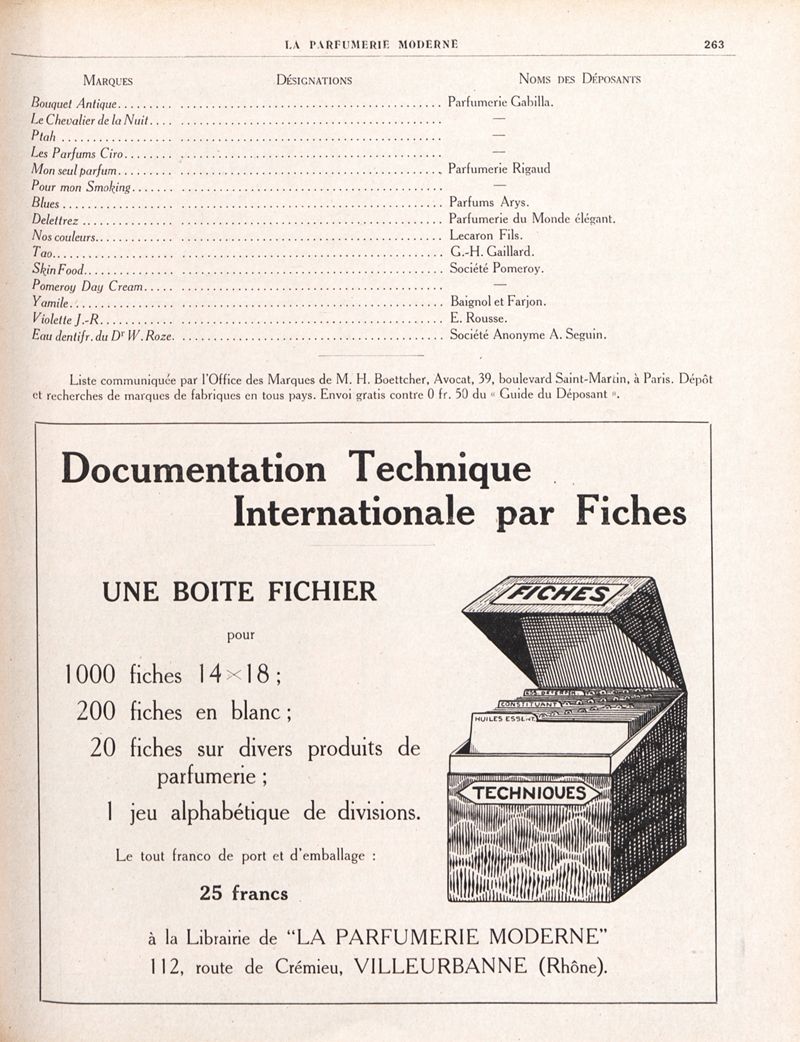 LA PARFUMERIE MODERNE 263
MARQUES DÉSIGNATIONS NOMS DES DÉPOSANTS
Bouquet Antique......... ........................................ Parfumerie Gabilla.
Le Chevalier de la Nuit.... ........................................ —
Ptah .................. ........................................ —
Les Parfums Ciro........ ........................................ —
Mon seul parfum......... ........................................ Parfumerie Rigaud
Pour mon Smoking....... ........................................ —
Blues .................. ........................................ Parfums Arys.
Delettrez ............... ........................................ Parfumerie du Monde élégant.
Nos couleurs............. ........................................ Lecaron Fils.
Tao.................... ........................................ G.-H. Gaillard.
Skin Food............... ........................................ Société Pomeroy.
Pomeroy Day Cream..... ........................................ —
Yamile................. ........................................ Baignol et Farjon.
Violette J.-R............ ........................................ E. Rousse.
Eau dentifr. du Dr W. Roze. ........................................ Société Anonyme A. Seguin.
Liste communiquée par l'Office des Marques de M. H. Boettcher, Avocat, 39, boulevard Saint-Martin, à Paris. Dépôt
et recherches de marques de fabriques en tous pays. Envoi gratis contre 0 fr. 50 du « Guide du Déposant ».
Documentation Technique
Internationale par Fiches
UNE BOITE FICHIER
pour
1000 fiches 14×18 ;
200 fiches en blanc ;
20 fiches sur divers produits de
parfumerie ;
1 jeu alphabétique de divisions.
Le tout franco de port et d'emballage :
25 francs
à la Librairie de “LA PARFUMERIE MODERNE”
112, route de Crémieu, VILLEURBANNE (Rhône).
FICHES
CONSTITUANT
HUILES ESSENT
TECHNIQUES